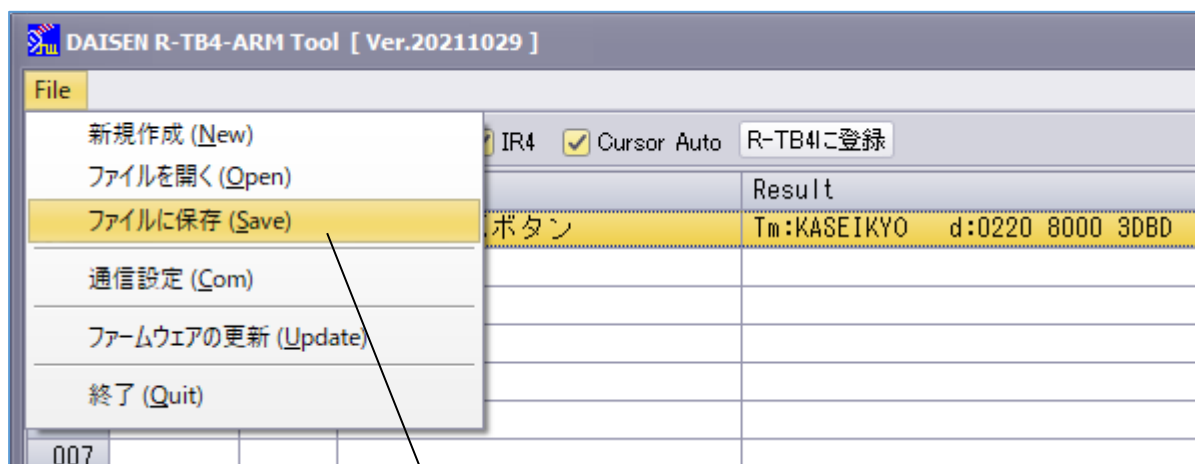 DAISEN R-TB4-ARM Tool [ Ver.20211029 ]
File
新規作成 (New)
ファイルを開く (Open)
ファイルに保存 (Save)
通信設定 (Com)
ファームウェアの更新 (Update)
終了 (Quit)
IR4 Cursor Auto R-TB4に登録
Result
ボタン Tm:KASEIKYO d:0220 8000 3DBD
007